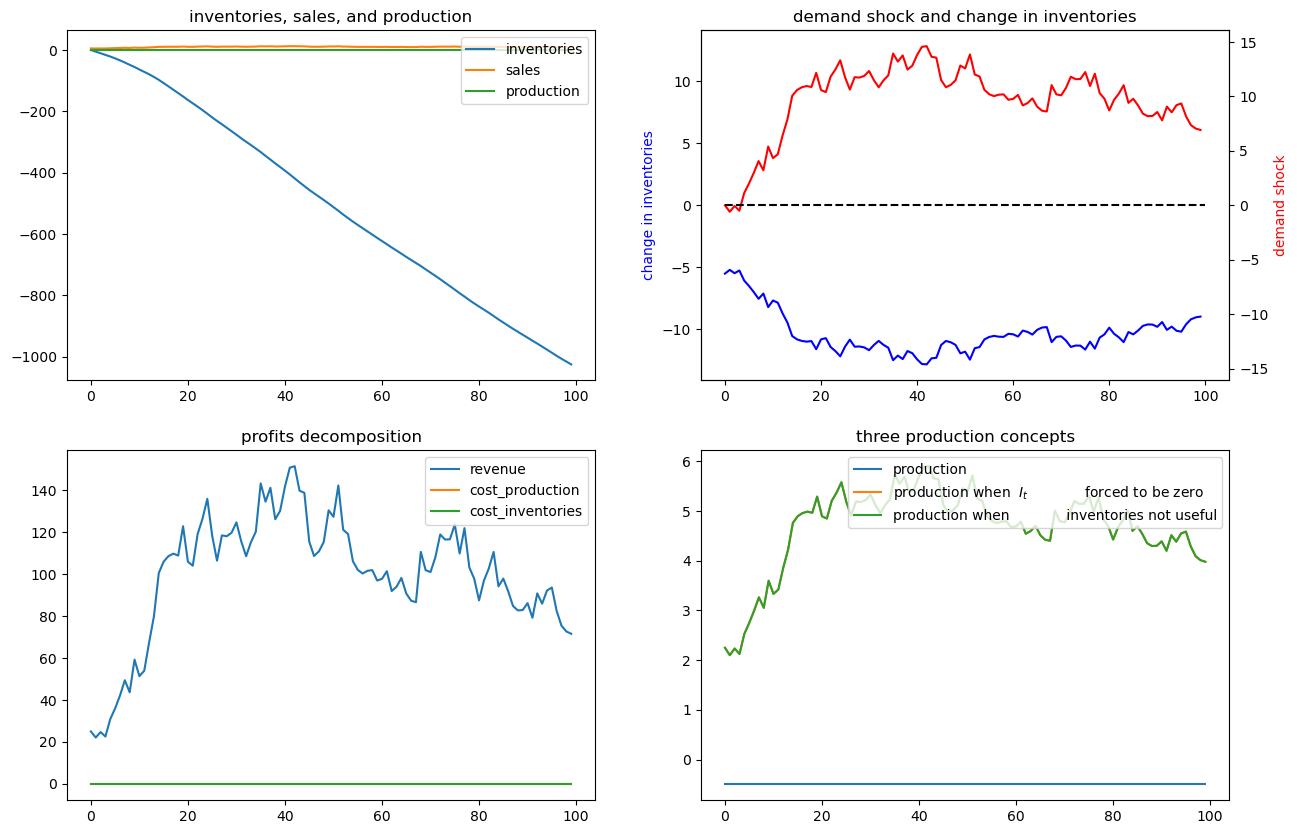 inventories, sales, and production
0
−200
−400
−600
−800
−1000
0 20 40 60 80 100
inventories
sales
production
demand shock and change in inventories
change in inventories
10
5
0
−5
−10
15
10
5
0
−5
−10
−15
demand shock
0 20 40 60 80 100
profits decomposition
140
120
100
80
60
40
20
0
0 20 40 60 80 100
revenue
cost_production
cost_inventories
three production concepts
6
5
4
3
2
1
0
0 20 40 60 80 100
production
production when I_t forced to be zero
production when inventories not useful